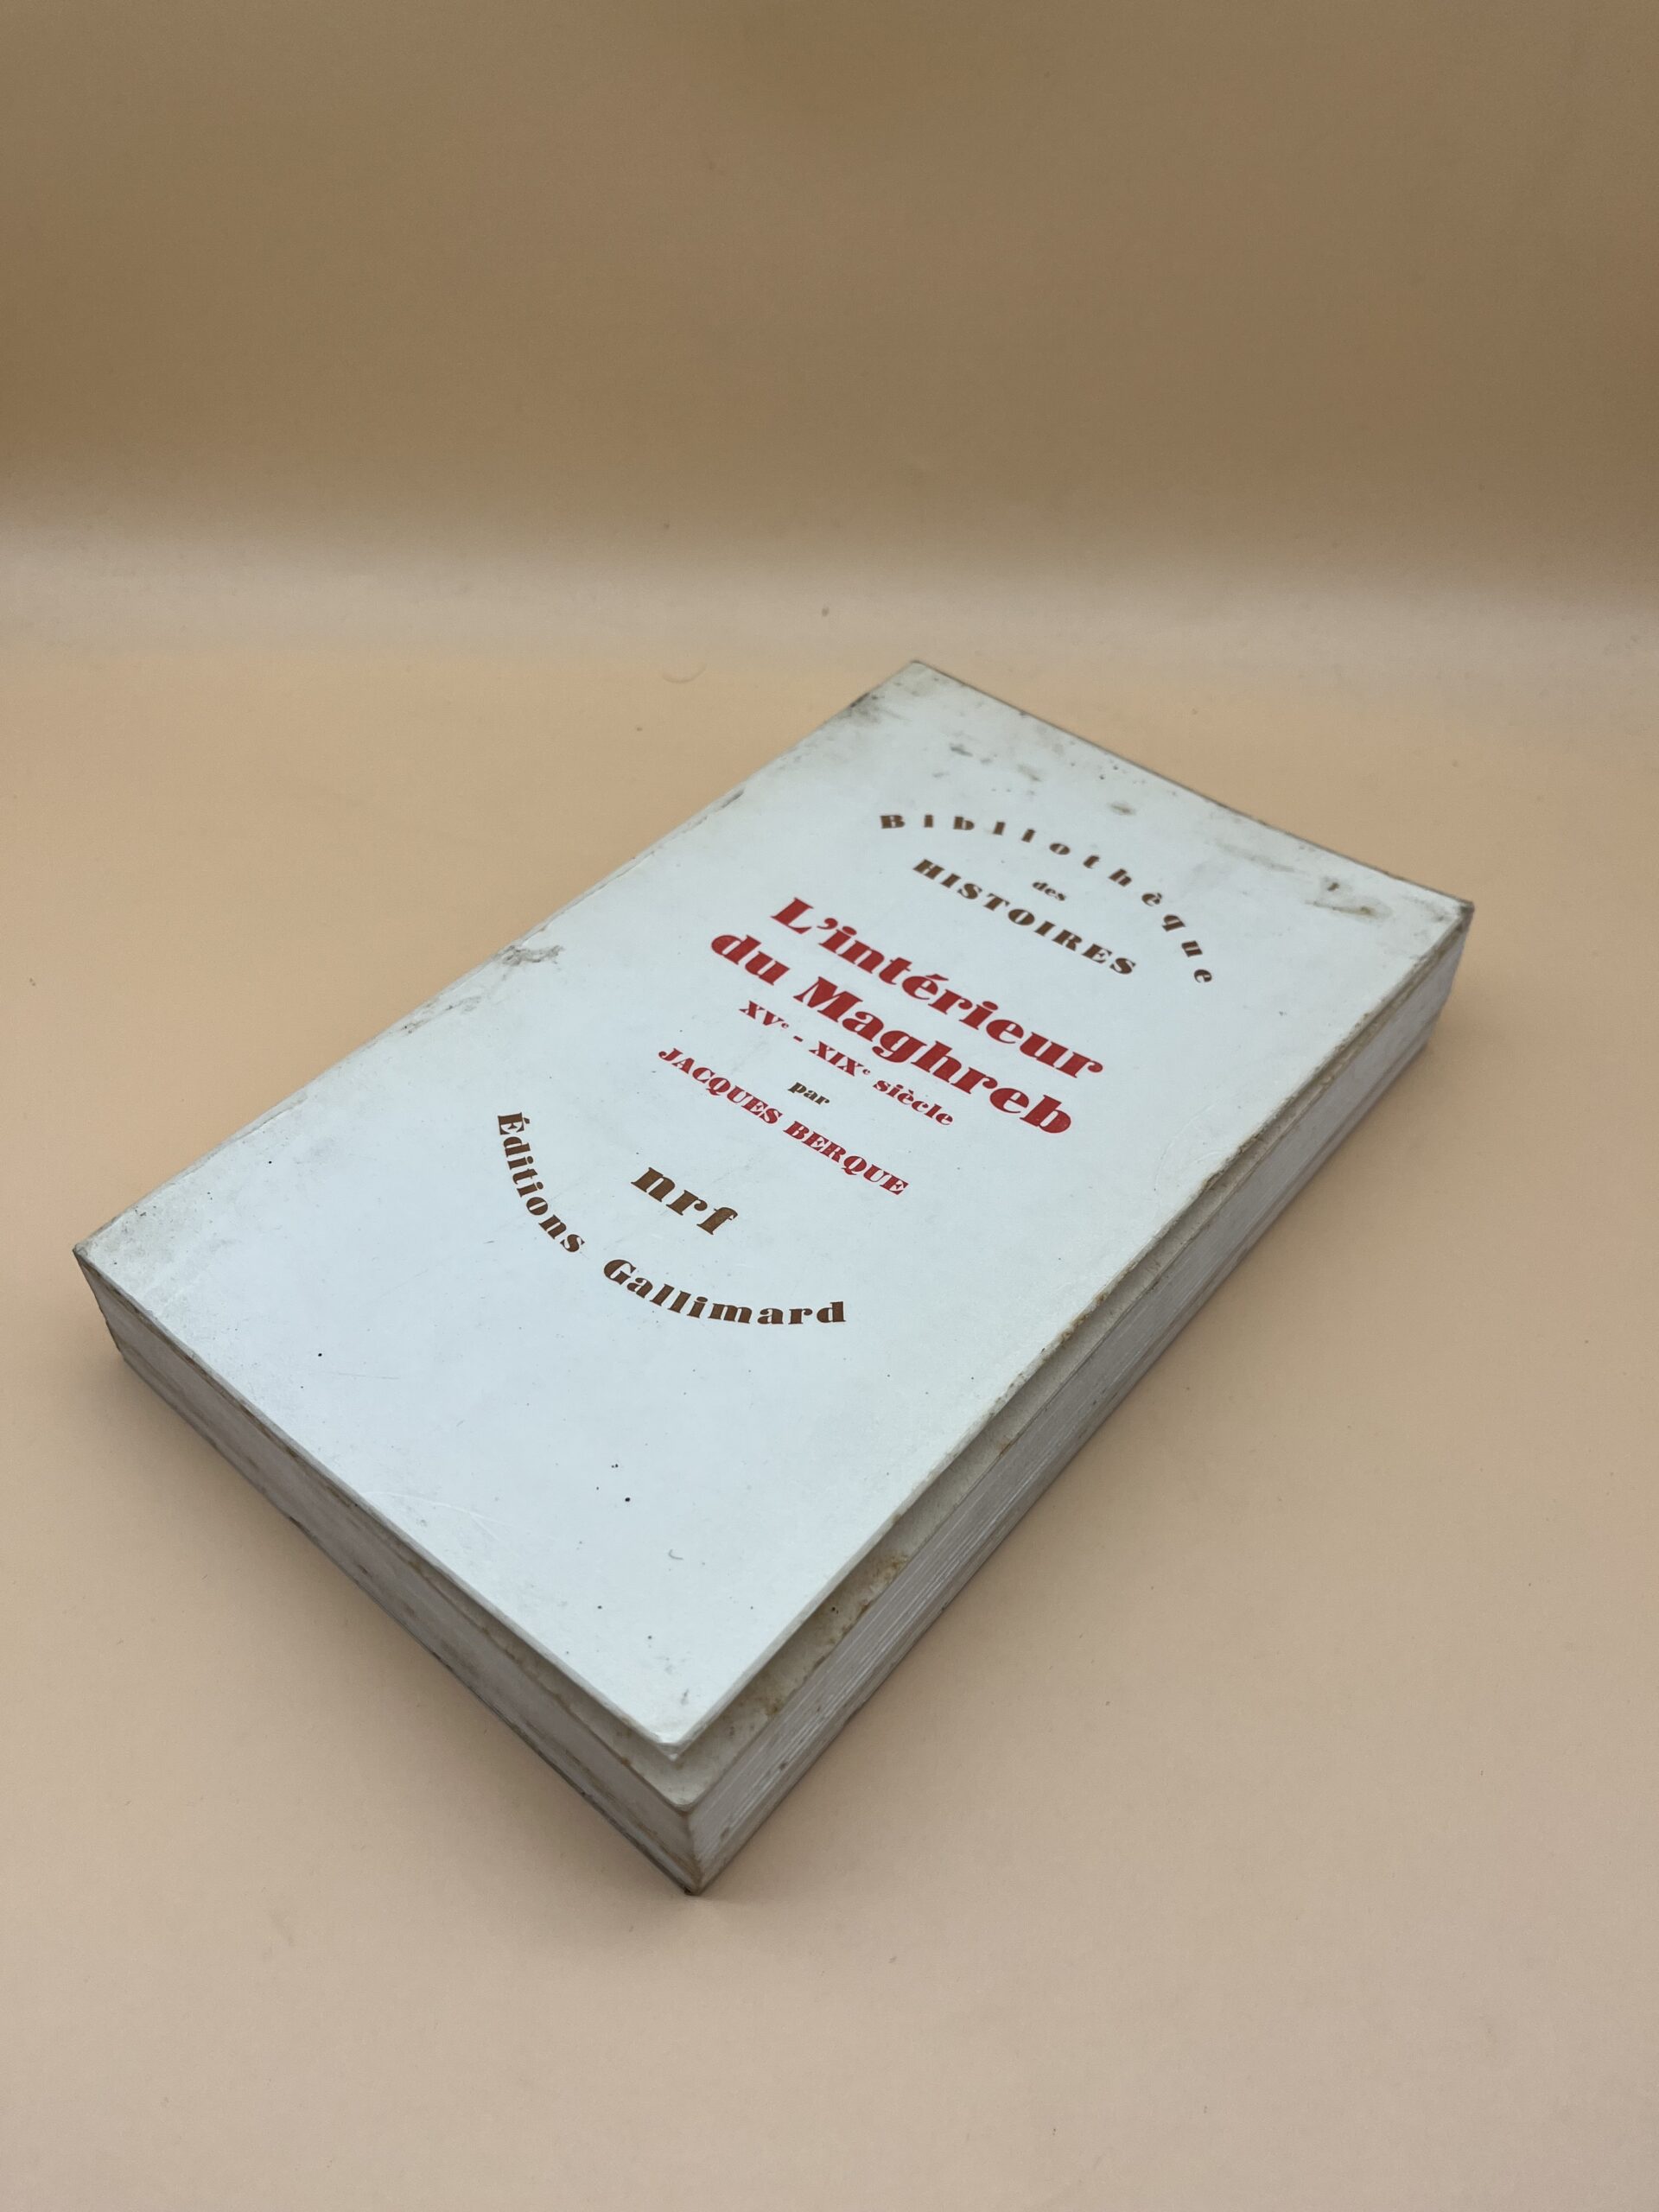 Bibliothèque
des
HISTOIRES
L'intérieur
du Maghreb
XVe - XIXe siècle
par
JACQUES BERQUE
nrf
Éditions Gallimard